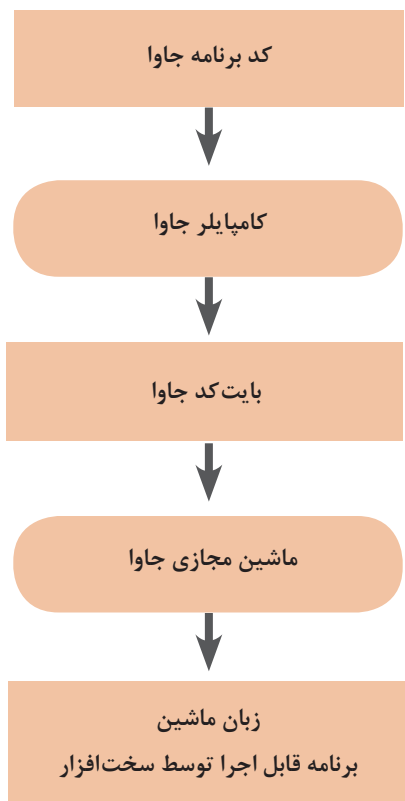 کد برنامه جاوا
کامپایلر جاوا
بایت‌کد جاوا
ماشین مجازی جاوا
زبان ماشین
برنامه قابل اجرا توسط سخت‌افزار